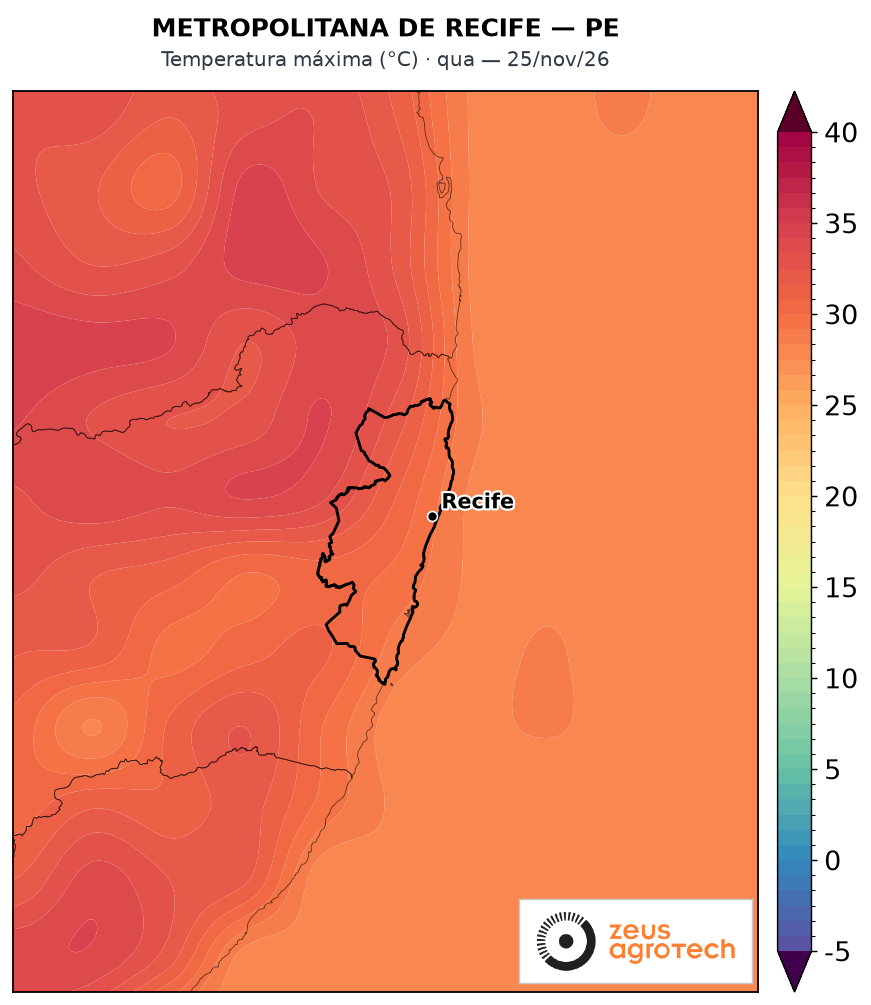 METROPOLITANA DE RECIFE — PE
Temperatura máxima (°C) · qua — 25/nov/26
40
35
30
25
20
15
10
5
0
-5
Recife
zeus
agrotech